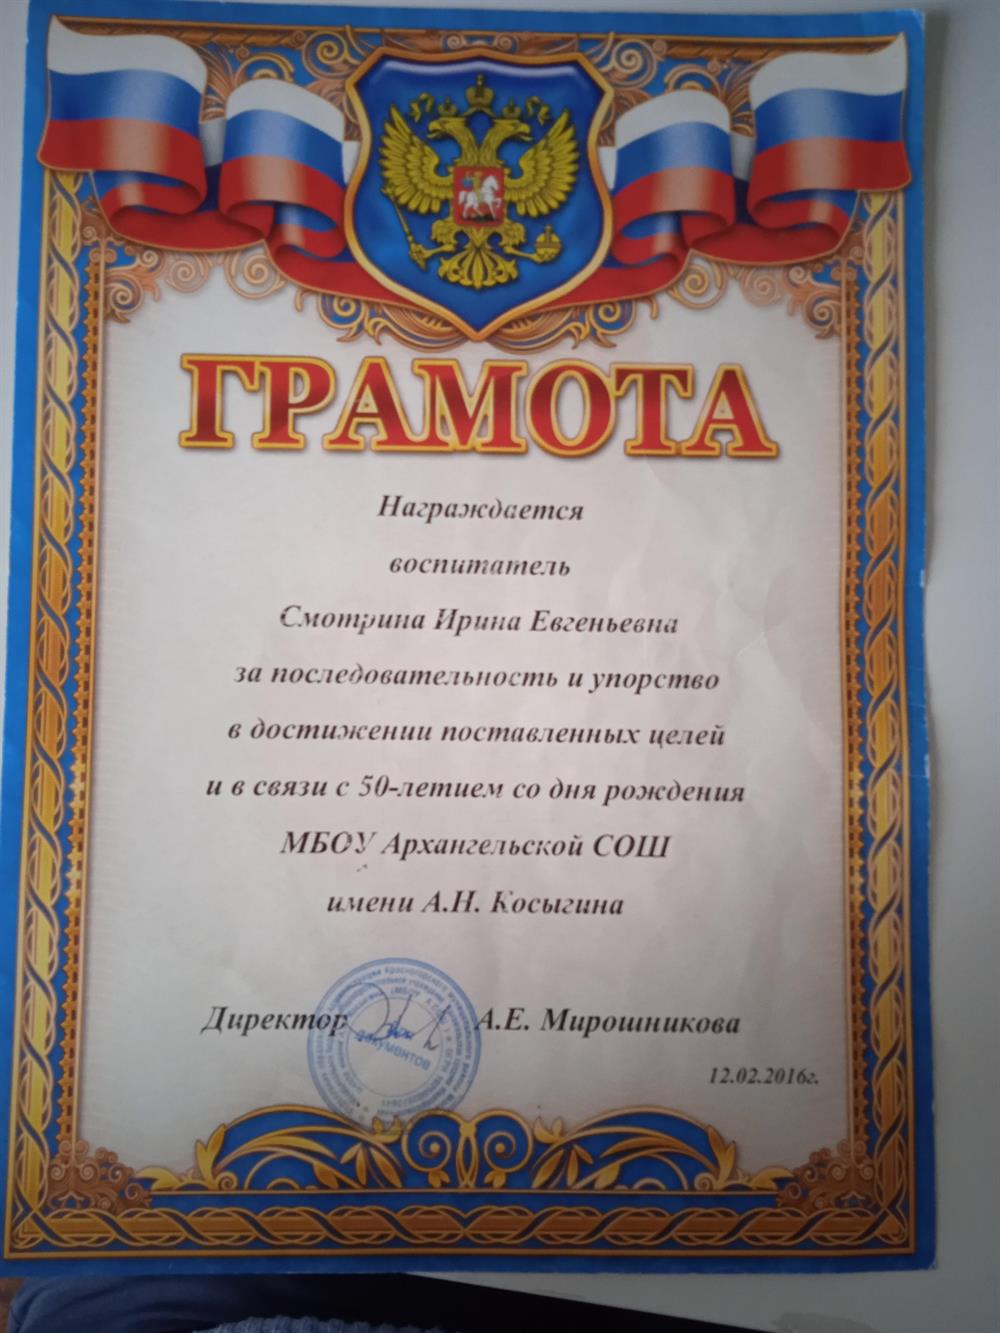 ГРАМОТА
Награждается
воспитатель
Смотрина Ирина Евгеньевна
за последовательность и упорство
в достижении поставленных целей
и в связи с 50-летием со дня рождения
МБОУ Архангельской СОШ
имени А.Н. Косыгина
Директор А.Е. Мирошникова
документов
12.02.2016г.